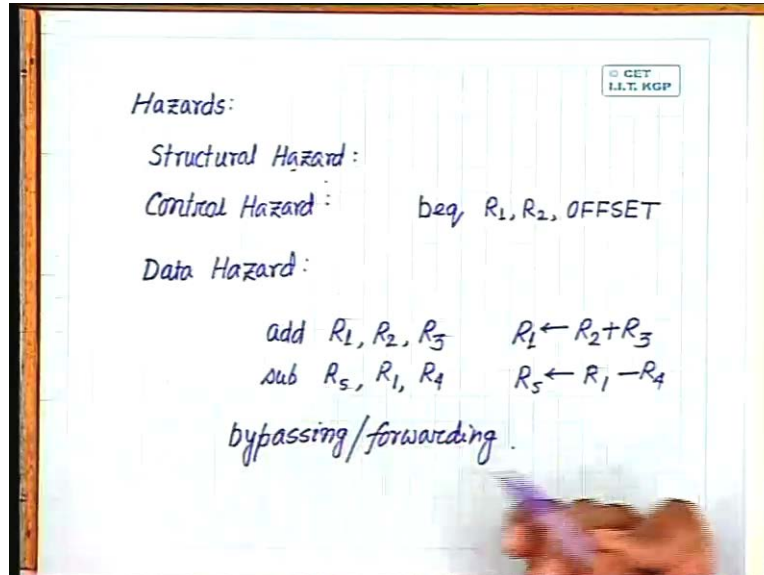 © CET
I.I.T. KGP
Hazards:
Structural Hazard:
Control Hazard: beq R1, R2, OFFSET
Data Hazard:
add R1, R2, R3 R1 ← R2+R3
sub R5, R1, R4 R5 ← R1 –R4
bypassing/forwarding.